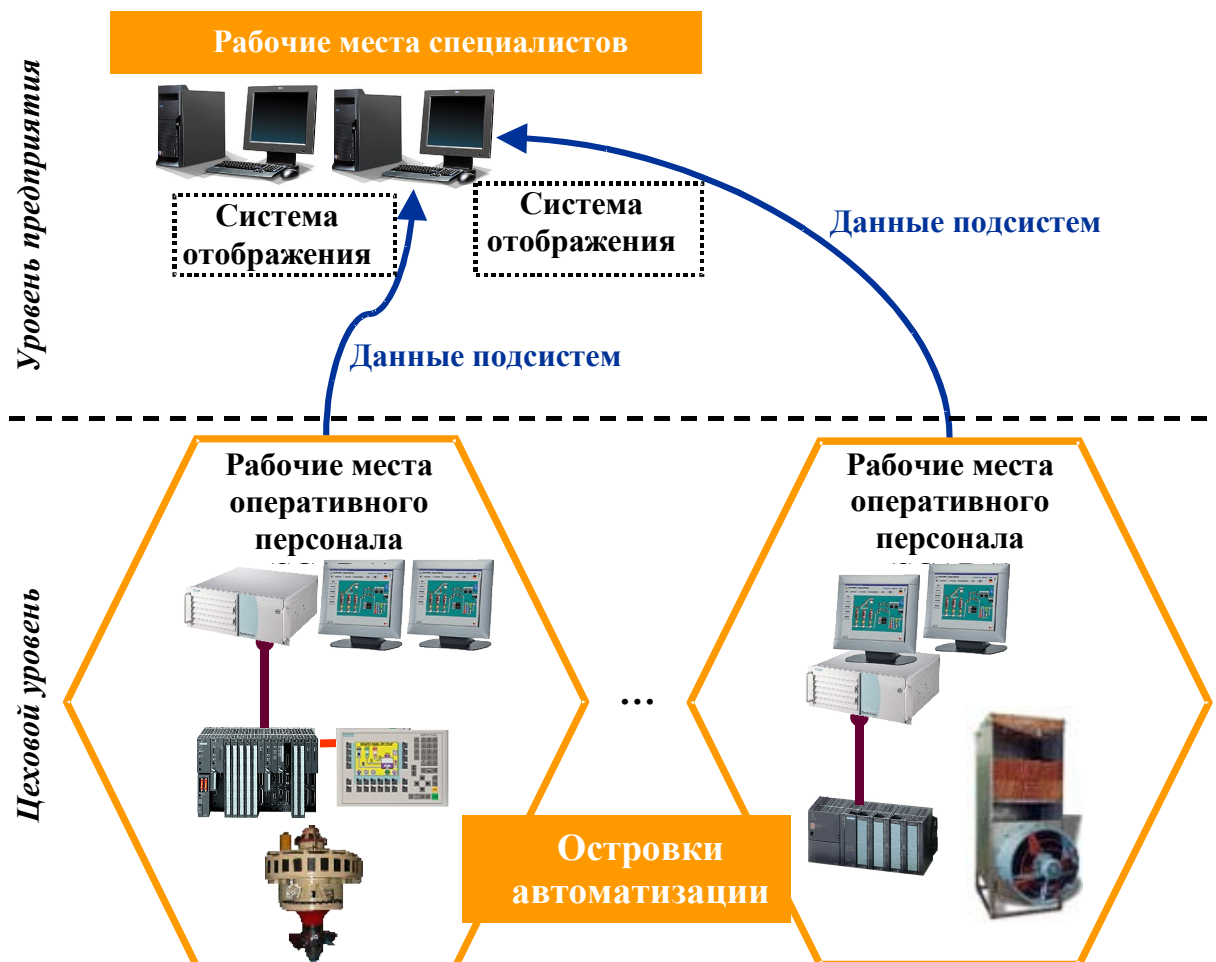 Рабочие места специалистов
Уровень предприятия
Система
отображения
Система
отображения
Данные подсистем
Данные подсистем
Рабочие места
оперативного
персонала
Рабочие места
оперативного
персонала
Цеховой уровень
...
Островки
автоматизации